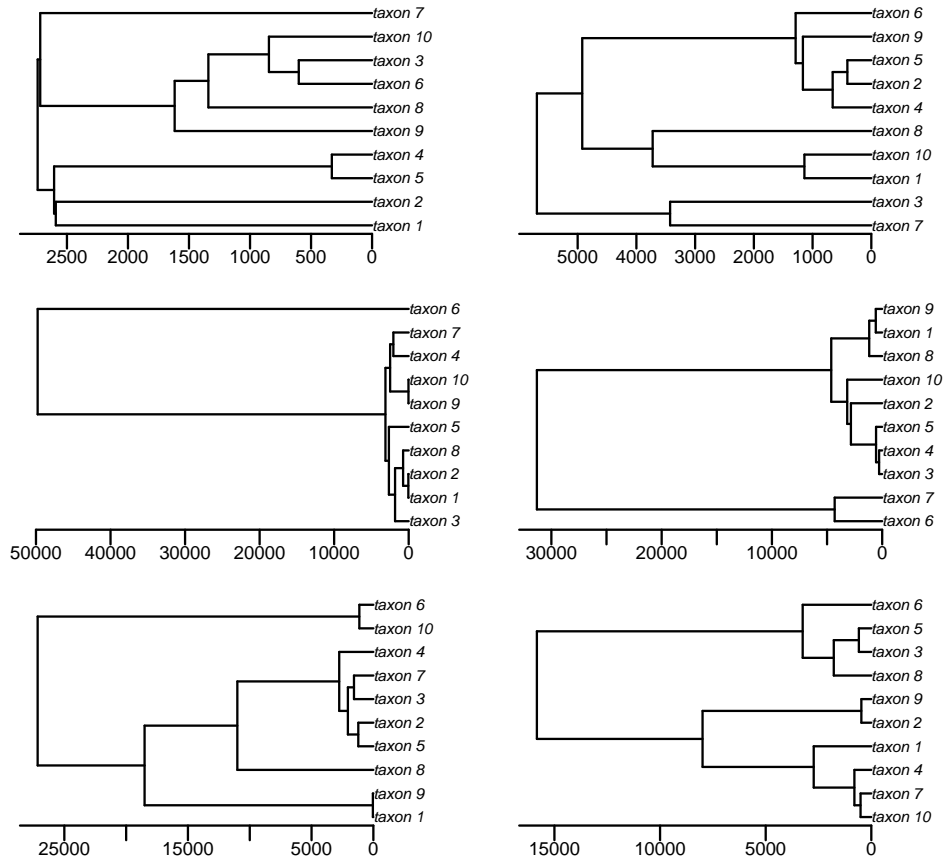 taxon 7
taxon 10
taxon 3
taxon 6
taxon 8
taxon 9
taxon 4
taxon 5
taxon 2
taxon 1
2500 2000 1500 1000 500 0
taxon 6
taxon 9
taxon 5
taxon 2
taxon 4
taxon 8
taxon 10
taxon 1
taxon 3
taxon 7
5000 4000 3000 2000 1000 0
taxon 6
taxon 7
taxon 4
taxon 10
taxon 9
taxon 5
taxon 8
taxon 2
taxon 1
taxon 3
50000 40000 30000 20000 10000 0
taxon 9
taxon 1
taxon 8
taxon 10
taxon 2
taxon 5
taxon 4
taxon 3
taxon 7
taxon 6
30000 20000 10000 0
taxon 6
taxon 10
taxon 4
taxon 7
taxon 3
taxon 2
taxon 5
taxon 8
taxon 9
taxon 1
25000 15000 5000 0
taxon 6
taxon 5
taxon 3
taxon 8
taxon 9
taxon 2
taxon 1
taxon 4
taxon 7
taxon 10
15000 10000 5000 0